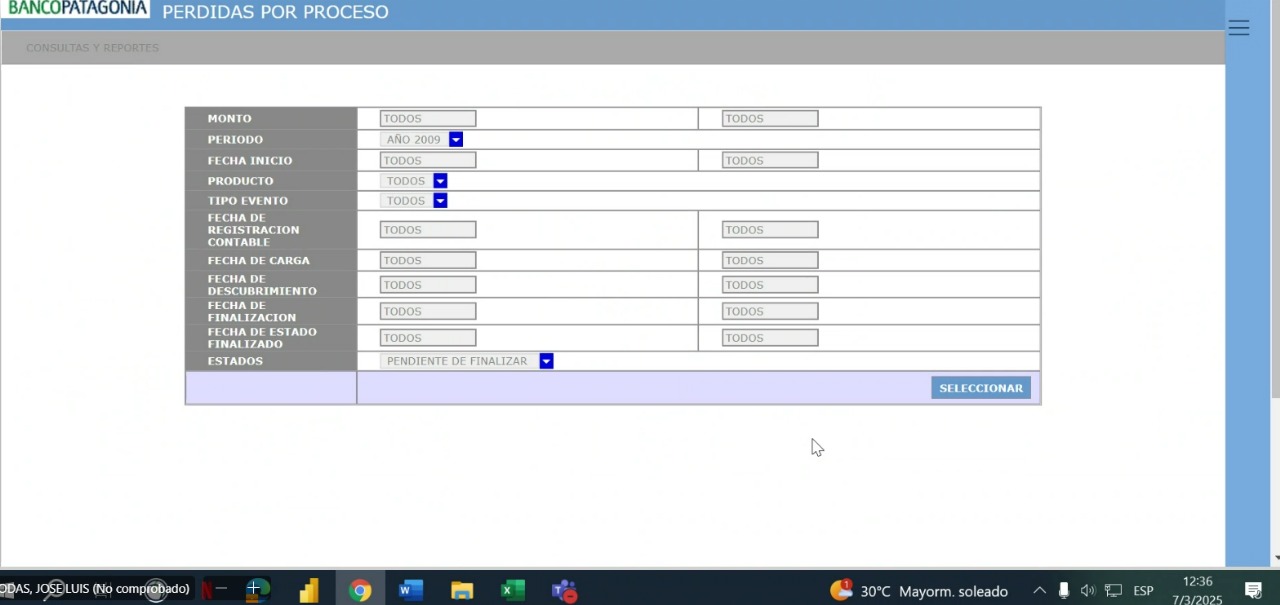 BANCOPATAGONIA PERDIDAS POR PROCESO
CONSULTAS Y REPORTES
MONTO TODOS TODOS
PERIODO AÑO 2009
FECHA INICIO TODOS TODOS
PRODUCTO TODOS
TIPO EVENTO TODOS
FECHA DE
REGISTRACION
CONTABLE
TODOS TODOS
FECHA DE CARGA TODOS TODOS
FECHA DE
DESCUBRIMIENTO
TODOS TODOS
FECHA DE
FINALIZACION
TODOS TODOS
FECHA DE ESTADO
FINALIZADO
TODOS TODOS
ESTADOS PENDIENTE DE FINALIZAR
SELECCIONAR
ODAS, JOSE LUIS (No comprobado)
1
30°C Mayorm. soleado
ESP
12:36
7/3/2025